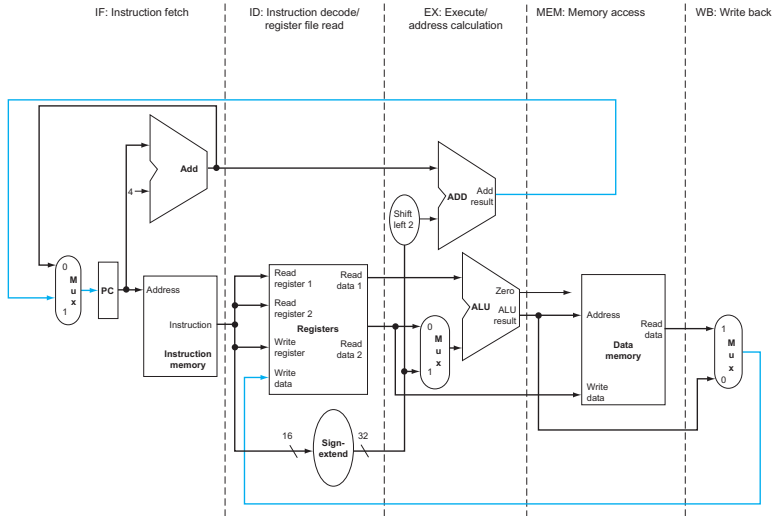 IF: Instruction fetch
ID: Instruction decode/
register file read
EX: Execute/
address calculation
MEM: Memory access
WB: Write back
Add
4
ADD
Add
result
Shift
left 2
0
M
u
x
1
PC
Address
Instruction
Instruction
memory
Read
register 1
Read
register 2
Write
register
Write
data
Registers
Read
data 1
Read
data 2
0
M
u
x
1
Zero
ALU
ALU
result
Address
Data
memory
Read
data
Write
data
1
M
u
x
0
16
Sign-
extend
32